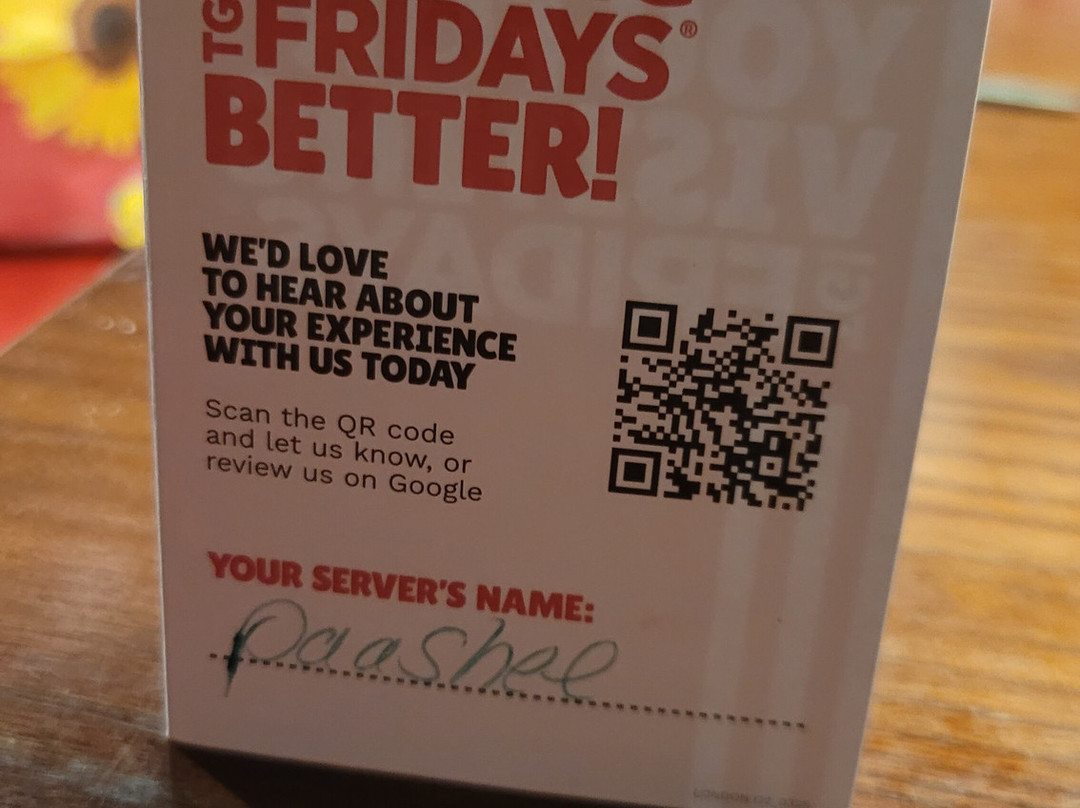 TGI FRIDAYS®
BETTER!
WE'D LOVE
TO HEAR ABOUT
YOUR EXPERIENCE
WITH US TODAY
Scan the QR code
and let us know, or
review us on Google
YOUR SERVER'S NAME:
Paashee